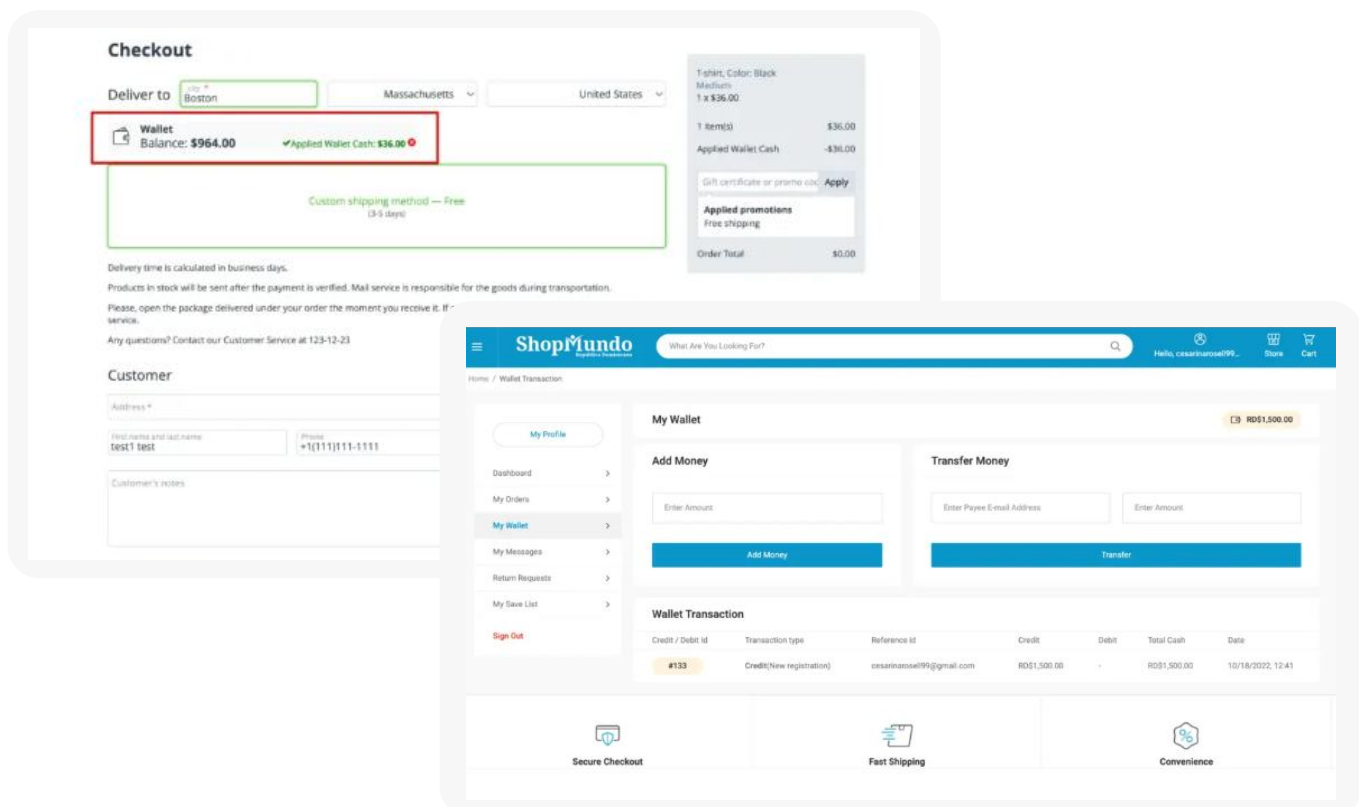 Checkout
Deliver to
city *
Boston
Massachusetts
United States
Wallet
Balance: $964.00
Applied Wallet Cash: $36.00
Custom shipping method — Free
(3-5 days)
Delivery time is calculated in business days.
Products in stock will be sent after the payment is verified. Mail service is responsible for the goods during transportation.
Please, open the package delivered under your order the moment you receive it. If
service.
Any questions? Contact our Customer Service at 123-12-23
Customer
Address *
First name and last name
test1 test
Phone
+1(111)111-1111
Customer's notes
T-shirt, Color: Black
Medium
1 x $36.00
1 item(s) $36.00
Applied Wallet Cash -$36.00
Gift certificate or promo Apply
Applied promotions
Free shipping
Order Total $0.00
ShopMundo
República Dominicana
What Are You Looking For?
Hello, cesarinarosell99...
Store
Cart
Home / Wallet Transaction
My Profile
Dashboard
My Orders
My Wallet
My Messages
Return Requests
My Save List
Sign Out
My Wallet
RD$1,500.00
Add Money
Enter Amount
Add Money
Transfer Money
Enter Payee E-mail Address
Enter Amount
Transfer
Wallet Transaction
Credit / Debit Id Transaction type Reference Id Credit Debit Total Cash Date
#133 Credit(New registration) cesarinarosell99@gmail.com RD$1,500.00 - RD$1,500.00 10/18/2022, 12:41
Secure Checkout
Fast Shipping
Convenience